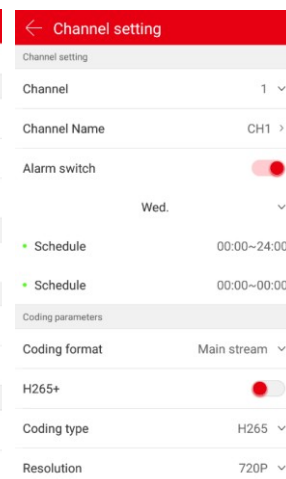 Channel setting
Channel setting
Channel 1
Channel Name CH1
Alarm switch
Wed.
Schedule 00:00~24:00
Schedule 00:00~00:00
Coding parameters
Coding format Main stream
H265+
Coding type H265
Resolution 720P